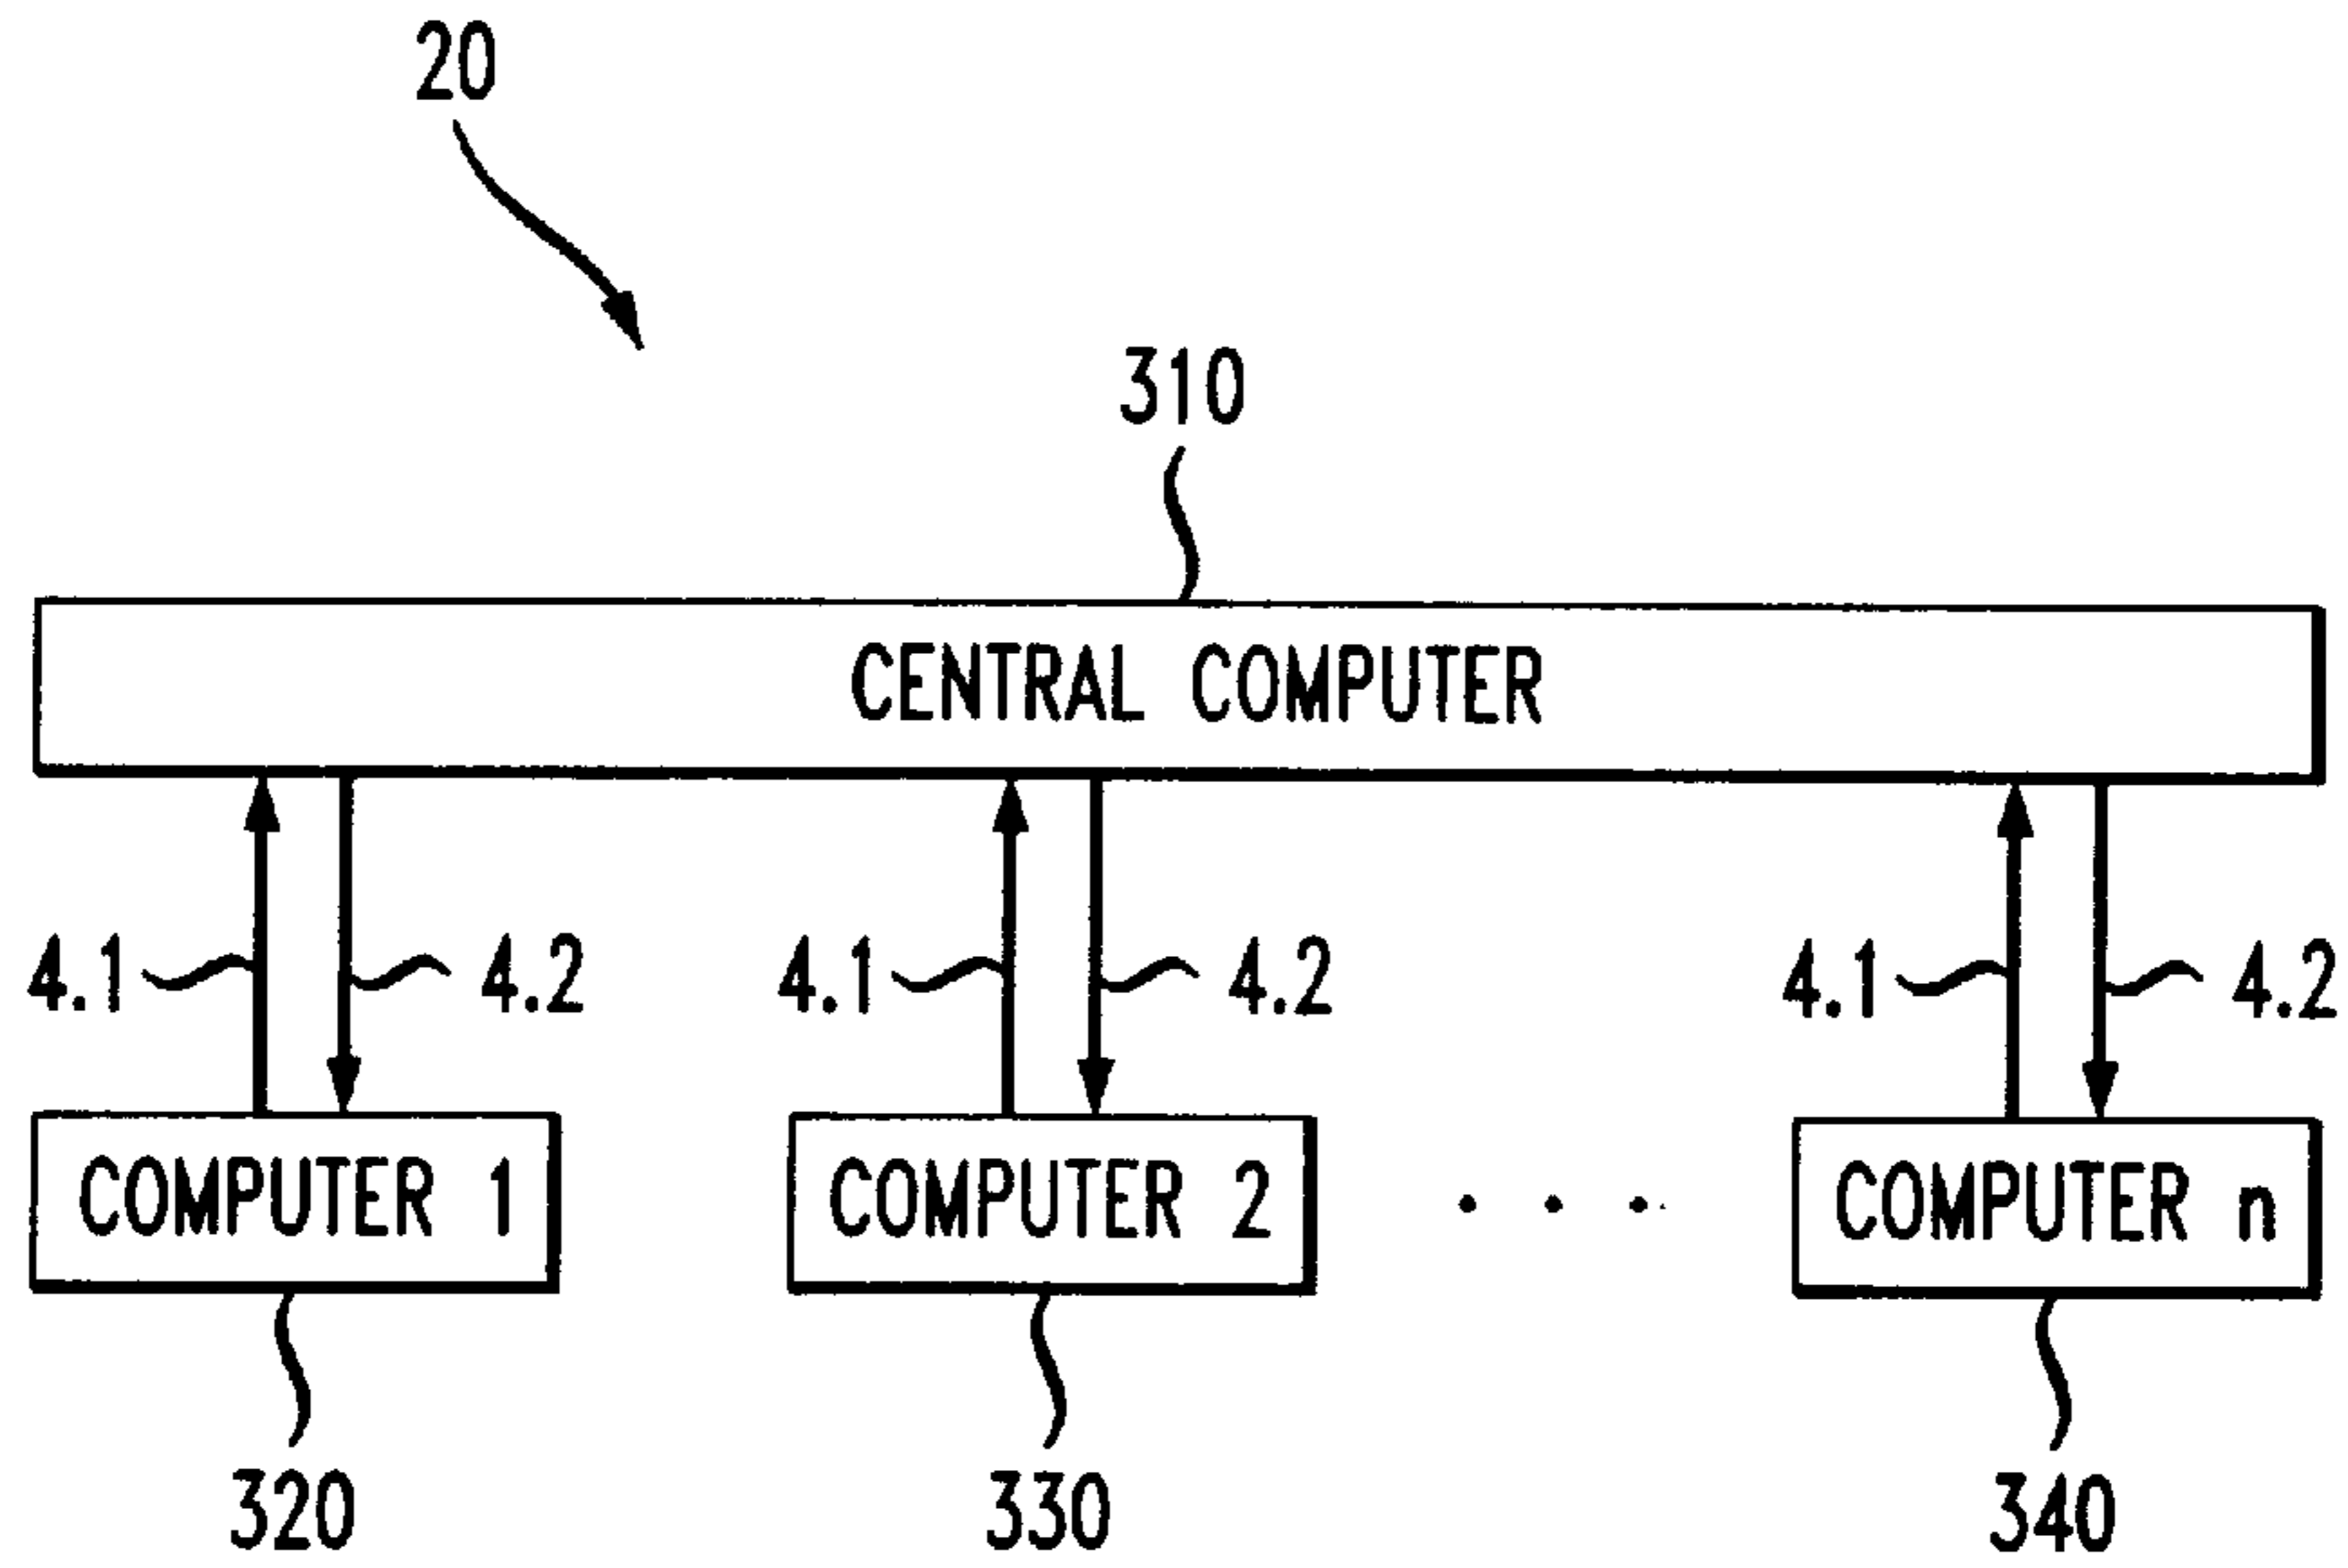 20
310
CENTRAL COMPUTER
4.1 4.2 4.1 4.2 4.1 4.2
COMPUTER 1 COMPUTER 2 . . . COMPUTER n
320 330 340